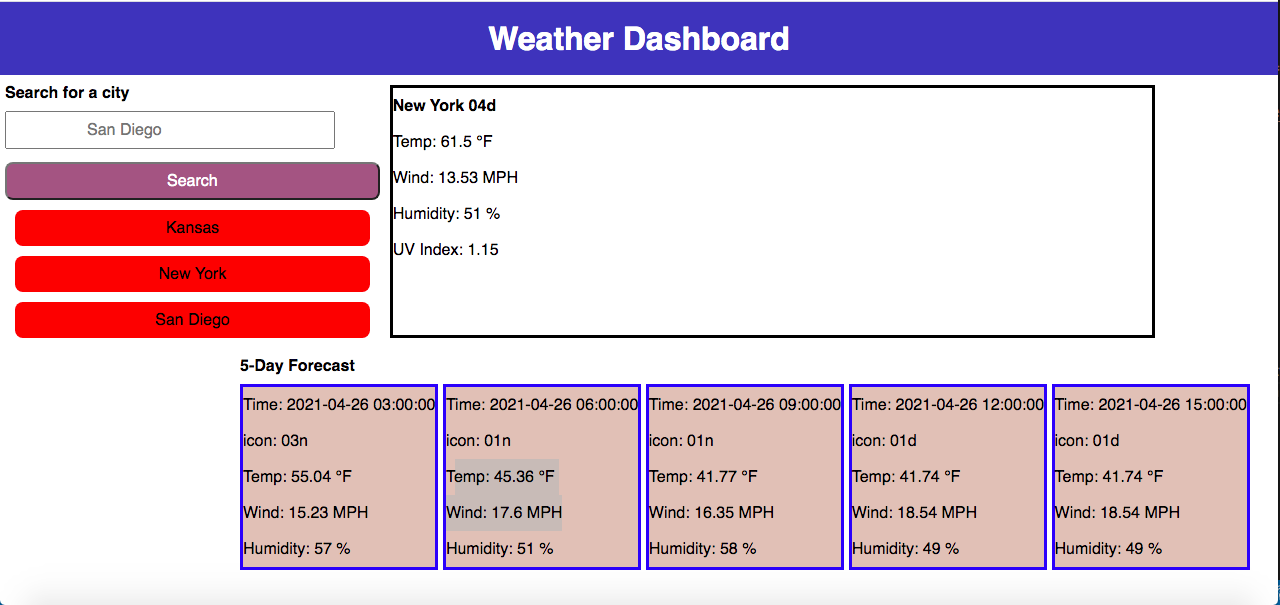 Weather Dashboard
Search for a city
San Diego
Search
Kansas
New York
San Diego
New York 04d
Temp: 61.5 °F
Wind: 13.53 MPH
Humidity: 51 %
UV Index: 1.15
5-Day Forecast
Time: 2021-04-26 03:00:00
icon: 03n
Temp: 55.04 °F
Wind: 15.23 MPH
Humidity: 57 %
Time: 2021-04-26 06:00:00
icon: 01n
Temp: 45.36 °F
Wind: 17.6 MPH
Humidity: 51 %
Time: 2021-04-26 09:00:00
icon: 01n
Temp: 41.77 °F
Wind: 16.35 MPH
Humidity: 58 %
Time: 2021-04-26 12:00:00
icon: 01d
Temp: 41.74 °F
Wind: 18.54 MPH
Humidity: 49 %
Time: 2021-04-26 15:00:00
icon: 01d
Temp: 41.74 °F
Wind: 18.54 MPH
Humidity: 49 %